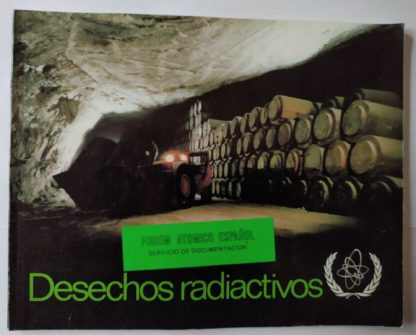 FORUM ATOMICO ESPAÑOL
SERVICIO DE DOCUMENTACION
Desechos radiactivos